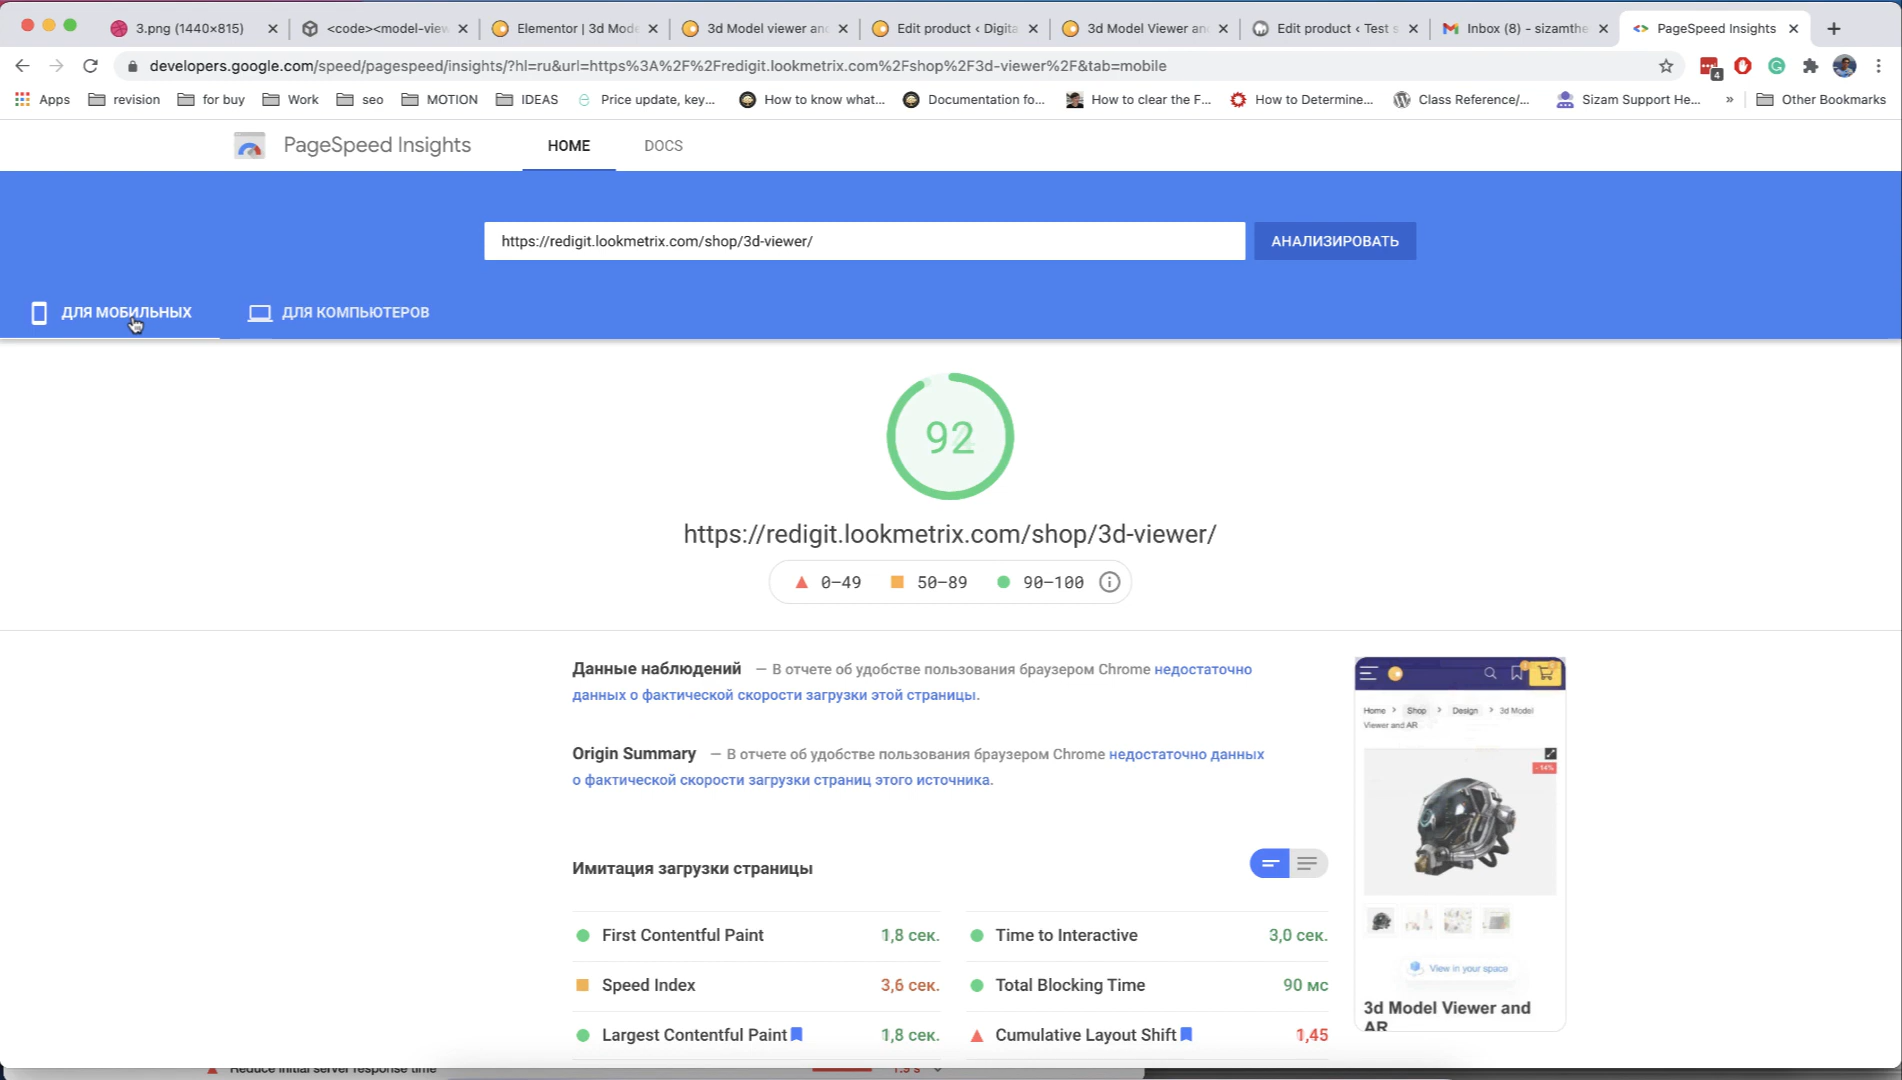 3.png (1440×815)
<code><model-view
Elementor | 3d Mode
3d Model viewer and
Edit product ‹ Digita
3d Model Viewer an
Edit product ‹ Test s
Inbox (8) - sizamthe
PageSpeed Insights
developers.google.com/speed/pagespeed/insights/?hl=ru&url=https%3A%2F%2Fredigit.lookmetrix.com%2Fshop%2F3d-viewer%2F&tab=mobile
4
Apps
revision
for buy
Work
seo
MOTION
IDEAS
Price update, key...
How to know what...
Documentation fo...
How to clear the F...
How to Determine...
Class Reference/...
Sizam Support He...
»
Other Bookmarks
PageSpeed Insights
HOME
DOCS
https://redigit.lookmetrix.com/shop/3d-viewer/
АНАЛИЗИРОВАТЬ
ДЛЯ МОБИЛЬНЫХ
ДЛЯ КОМПЬЮТЕРОВ
92
https://redigit.lookmetrix.com/shop/3d-viewer/
0–49
50–89
90–100
Данные наблюдений — В отчете об удобстве пользования браузером Chrome недостаточно
данных о фактической скорости загрузки этой страницы.
Origin Summary — В отчете об удобстве пользования браузером Chrome недостаточно данных
о фактической скорости загрузки страниц этого источника.
Имитация загрузки страницы
First Contentful Paint 1,8 сек.
Time to Interactive 3,0 сек.
Speed Index 3,6 сек.
Total Blocking Time 90 мс
Largest Contentful Paint 1,8 сек.
Cumulative Layout Shift 1,45
Home > Shop > Design > 3d Model
Viewer and AR
- 14%
View in your space
3d Model Viewer and
AR
Reduce initial server response time
1.9 s